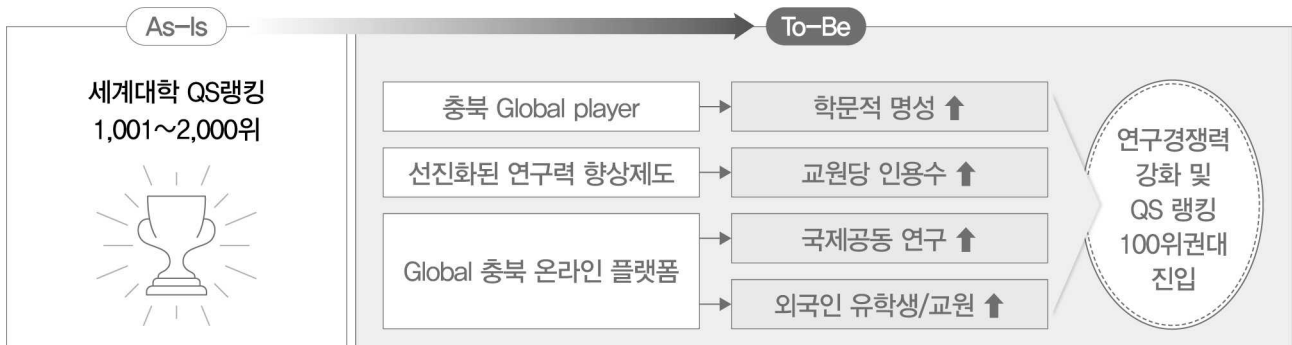 As-Is
To-Be
세계대학 QS랭킹
1,001~2,000위
충북 Global player
학문적 명성 ⬆
선진화된 연구력 향상제도
교원당 인용수 ⬆
Global 충북 온라인 플랫폼
국제공동 연구 ⬆
외국인 유학생/교원 ⬆
연구경쟁력
강화 및
QS 랭킹
100위권대
진입